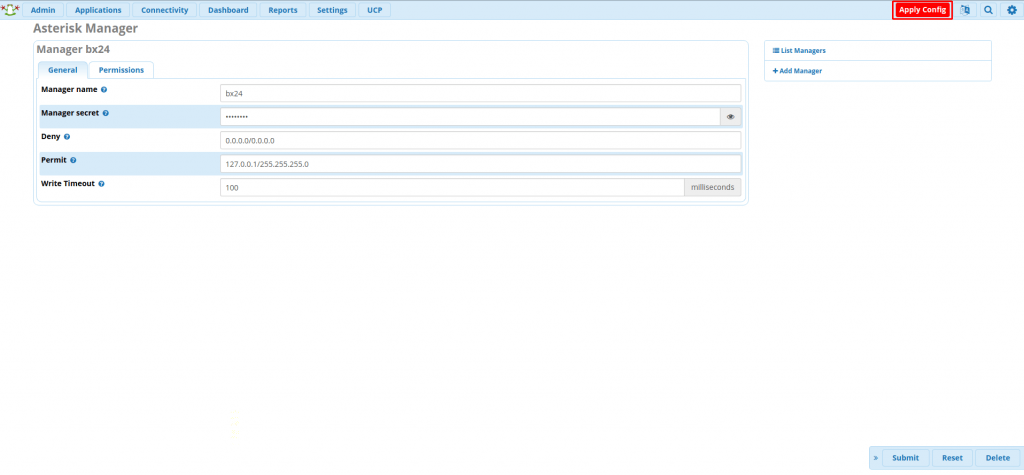 Admin Applications Connectivity Dashboard Reports Settings UCP Apply Config
Asterisk Manager
Manager bx24
General Permissions
Manager name bx24
Manager secret ••••••••
Deny 0.0.0.0/0.0.0.0
Permit 127.0.0.1/255.255.255.0
Write Timeout 100 milliseconds
List Managers
Add Manager
» Submit Reset Delete